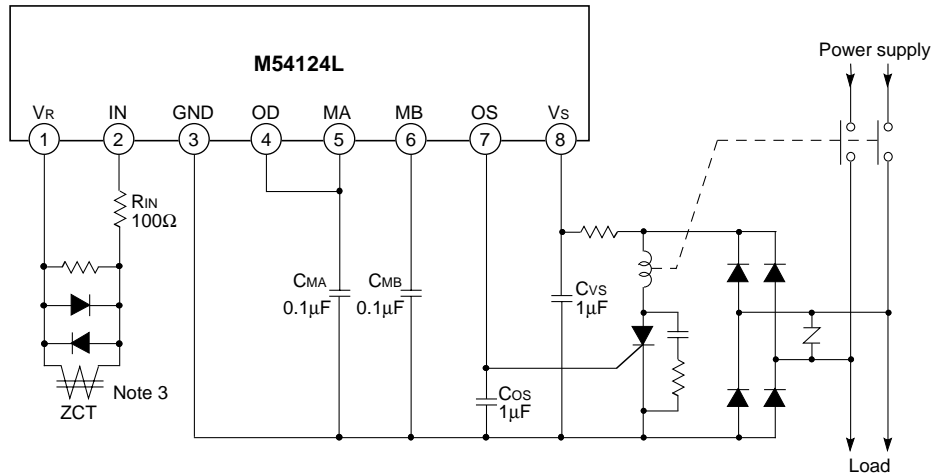 M54124L
Power supply
VR IN GND OD MA MB OS VS
1 2 3 4 5 6 7 8
RIN
100Ω
CMA
0.1µF
CMB
0.1µF
CVS
1µF
COS
1µF
Note 3
ZCT
Load